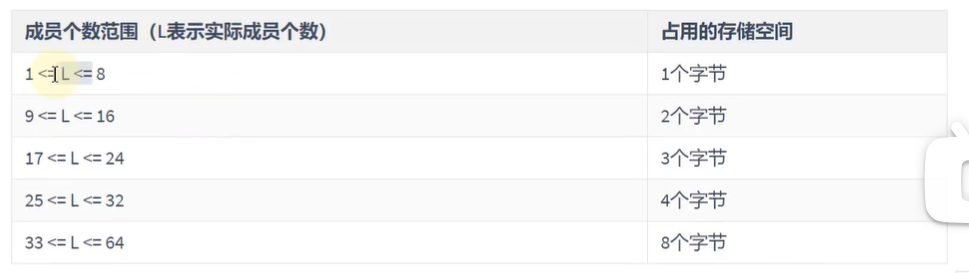 成员个数范围（L表示实际成员个数） 占用的存储空间
1 <= L <= 8 1个字节
9 <= L <= 16 2个字节
17 <= L <= 24 3个字节
25 <= L <= 32 4个字节
33 <= L <= 64 8个字节